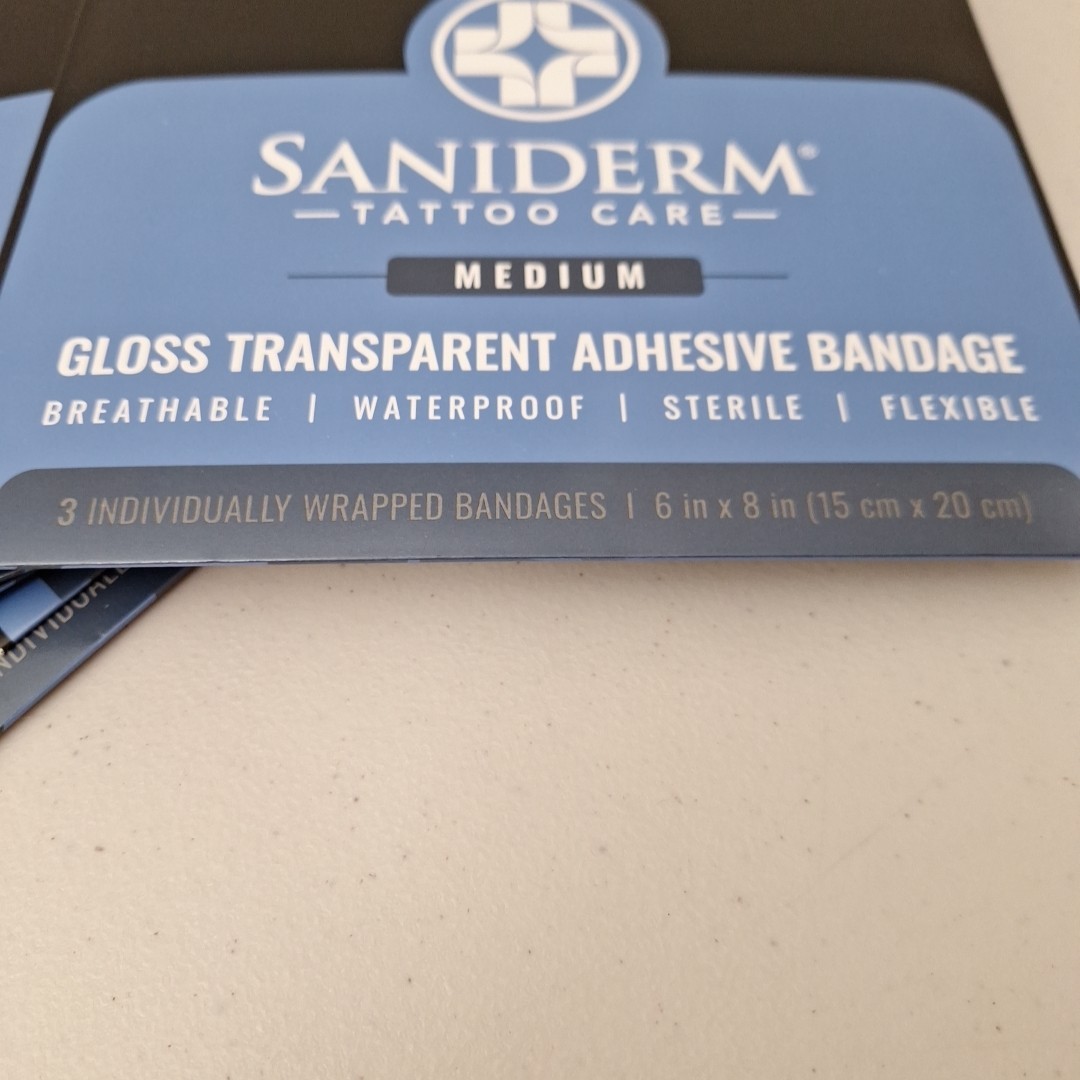 SANIDERM®
TATTOO CARE
MEDIUM
GLOSS TRANSPARENT ADHESIVE BANDAGE
BREATHABLE | WATERPROOF | STERILE | FLEXIBLE
3 INDIVIDUALLY WRAPPED BANDAGES | 6 in x 8 in (15 cm x 20 cm)